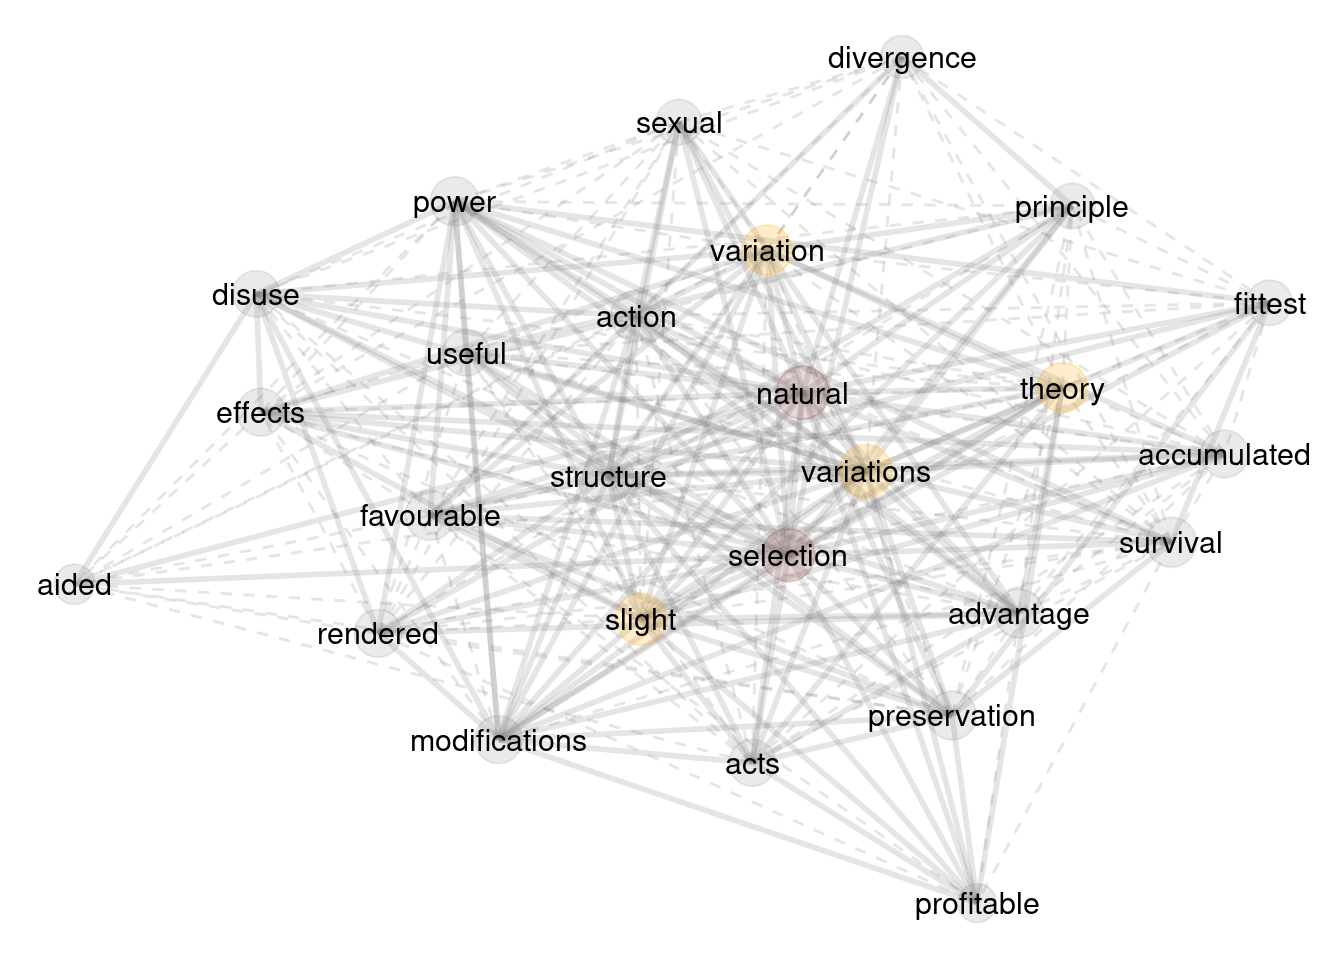 divergence
sexual
power
principle
variation
disuse
fittest
action
useful
natural
theory
effects
accumulated
variations
structure
favourable
survival
selection
aided
advantage
slight
rendered
preservation
modifications
acts
profitable